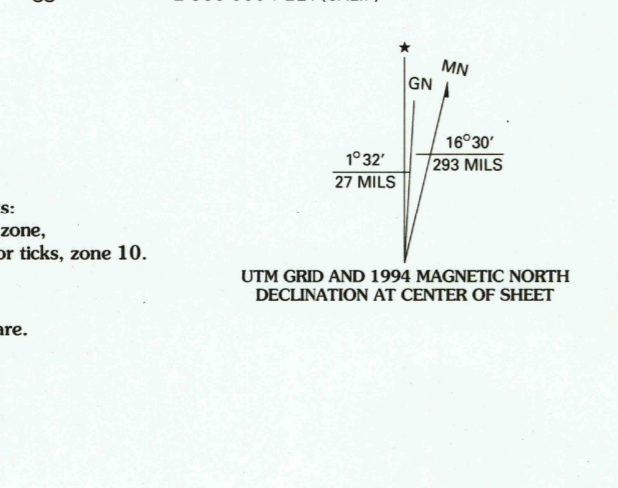 ★
GN
MN
16°30′
293 MILS
1°32′
27 MILS
s:
zone,
or ticks, zone 10.
UTM GRID AND 1994 MAGNETIC NORTH
DECLINATION AT CENTER OF SHEET
are.